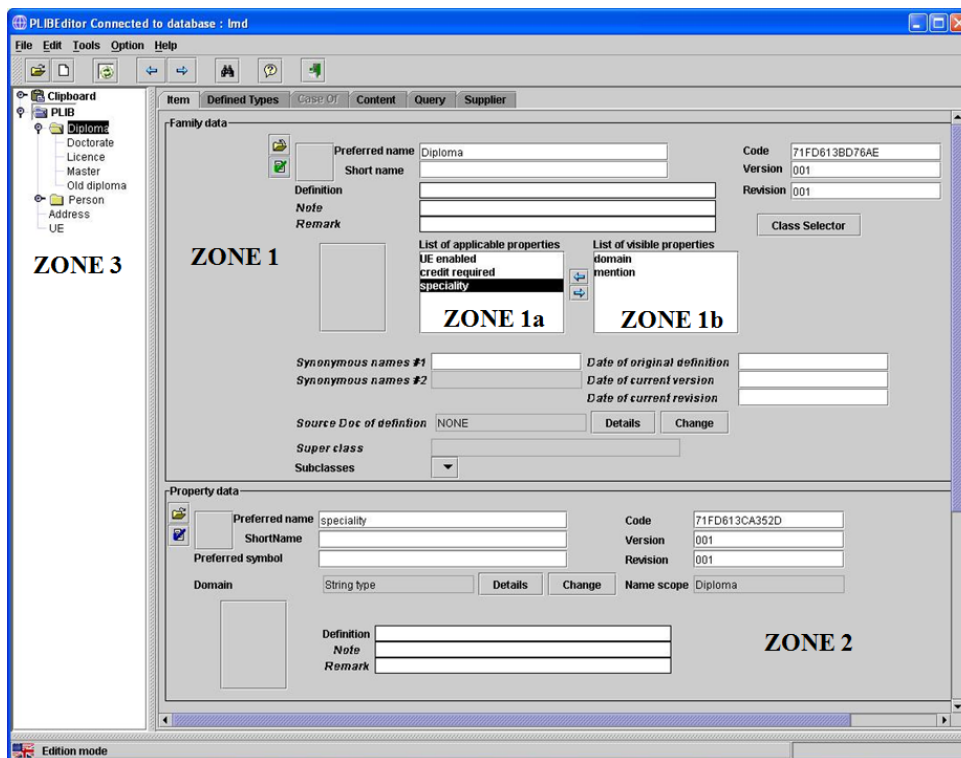 PLIBEditor Connected to database : lmd
File Edit Tools Option Help
Clipboard
PLIB
Diploma
Doctorate
Licence
Master
Old diploma
Person
Address
UE
ZONE 3
Item Defined Types Case Of Content Query Supplier
Family data
Preferred name Diploma Code 71FD613BD76AE
Short name Version 001
Definition Revision 001
Note
Remark Class Selector
ZONE 1
List of applicable properties List of visible properties
UE enabled domain
credit required mention
speciality
ZONE 1a ZONE 1b
Synonymous names #1 Date of original definition
Synonymous names #2 Date of current version
Date of current revision
Source Doc of defintion NONE Details Change
Super class
Subclasses
Property data
Preferred name speciality Code 71FD613CA352D
ShortName Version 001
Preferred symbol Revision 001
Domain String type Details Change Name scope Diploma
Definition
Note
Remark
ZONE 2
Edition mode